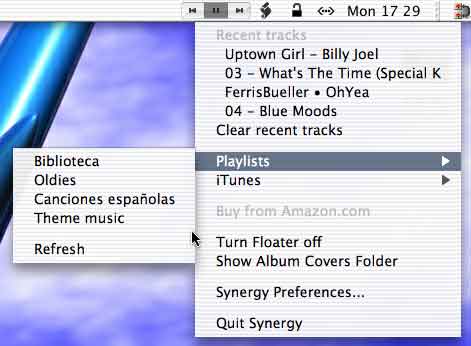 Mon 17 29
Recent tracks
Uptown Girl – Billy Joel
03 – What's The Time (Special K
FerrisBueller • OhYea
04 – Blue Moods
Clear recent tracks
Playlists
iTunes
Buy from Amazon.com
Turn Floater off
Show Album Covers Folder
Synergy Preferences...
Quit Synergy
Biblioteca
Oldies
Canciones españolas
Theme music
Refresh